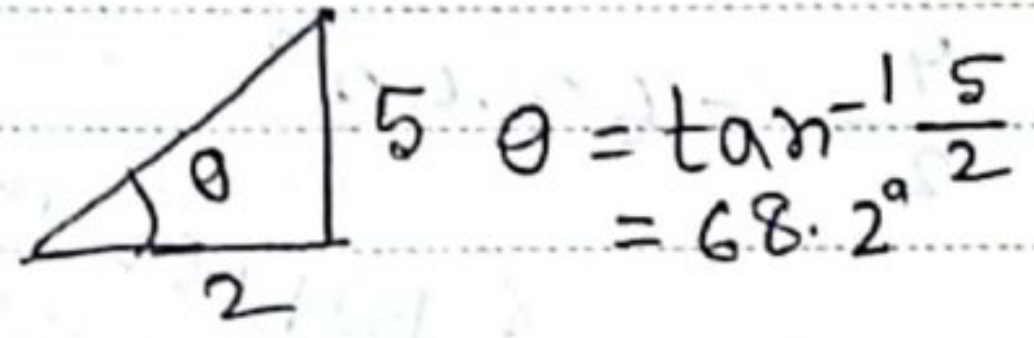 θ
5
2
θ = tan⁻¹ 5/2
= 68.2°